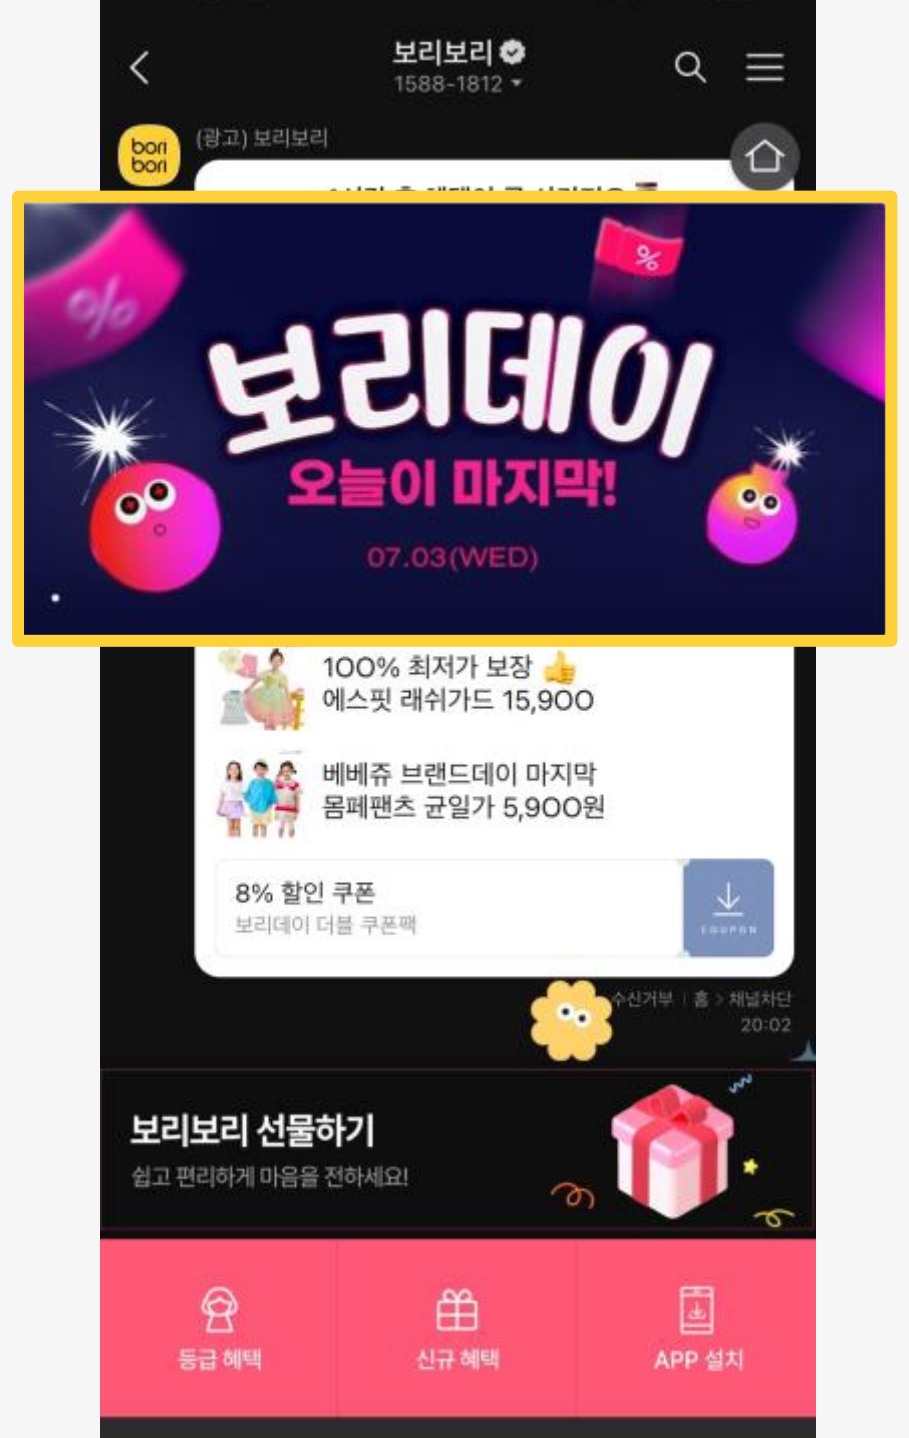 보리보리
1588-1812
bori
bori
(광고) 보리보리
%
%
보리데이
오늘이 마지막!
07.03(WED)
100% 최저가 보장 👍
에스핏 래쉬가드 15,900
베베쥬 브랜드데이 마지막
몸페팬츠 균일가 5,900원
8% 할인 쿠폰
보리데이 더블 쿠폰팩
COUPON
수신거부 | 홈 > 채널차단
20:02
보리보리 선물하기
쉽고 편리하게 마음을 전하세요!
등급 혜택
신규 혜택
APP 설치